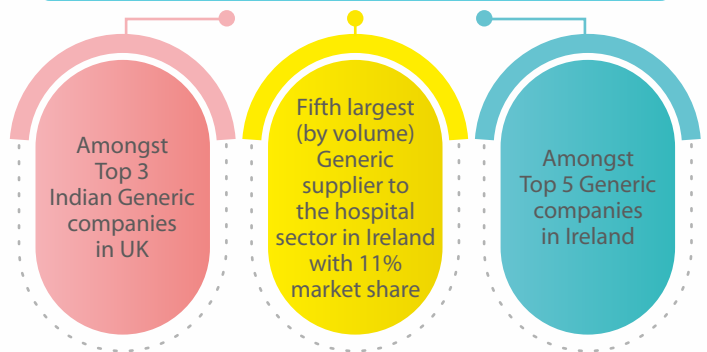 Amongst
Top 3
Indian Generic
companies
in UK
Fifth largest
(by volume)
Generic
supplier to
the hospital
sector in Ireland
with 11%
market share
Amongst
Top 5 Generic
companies
in Ireland